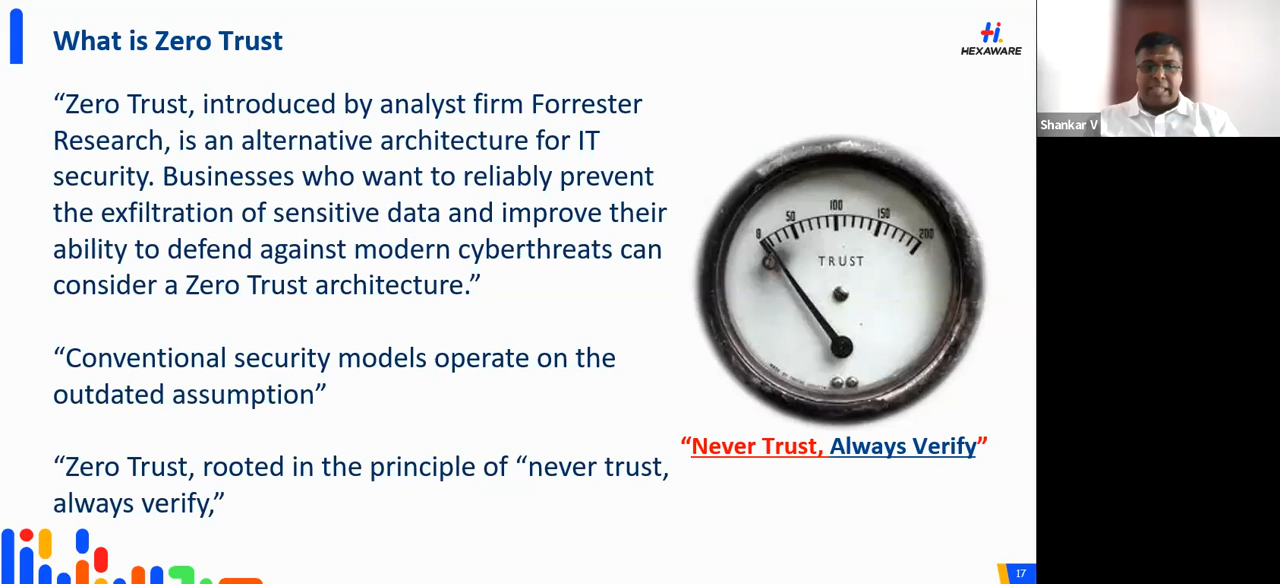 What is Zero Trust
HEXAWARE
“Zero Trust, introduced by analyst firm Forrester
Research, is an alternative architecture for IT
security. Businesses who want to reliably prevent
the exfiltration of sensitive data and improve their
ability to defend against modern cyberthreats can
consider a Zero Trust architecture.”
“Conventional security models operate on the
outdated assumption”
“Zero Trust, rooted in the principle of “never trust,
always verify,”
0 50 100 150 200
TRUST
“Never Trust, Always Verify”
17
Shankar V